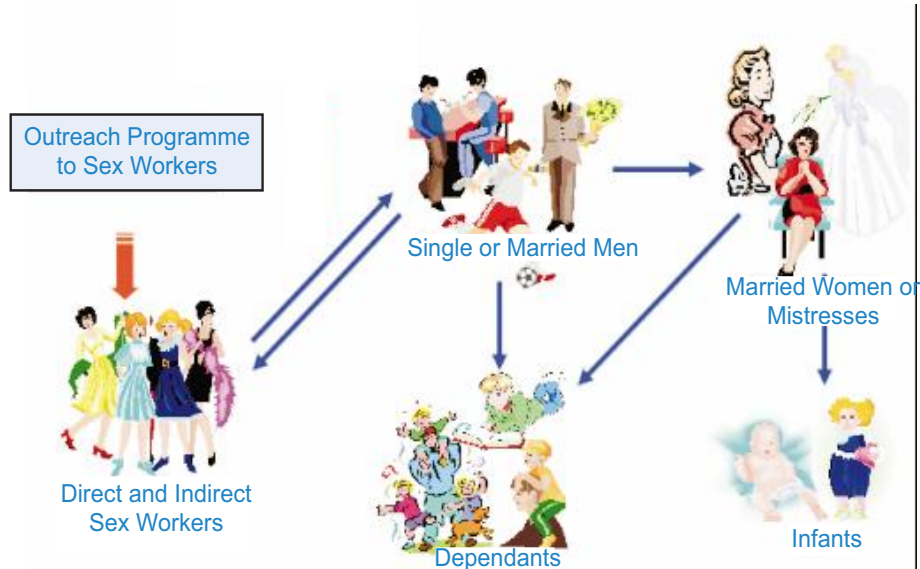 Outreach Programme
to Sex Workers
Single or Married Men
Married Women or
Mistresses
Direct and Indirect
Sex Workers
Dependants
Infants